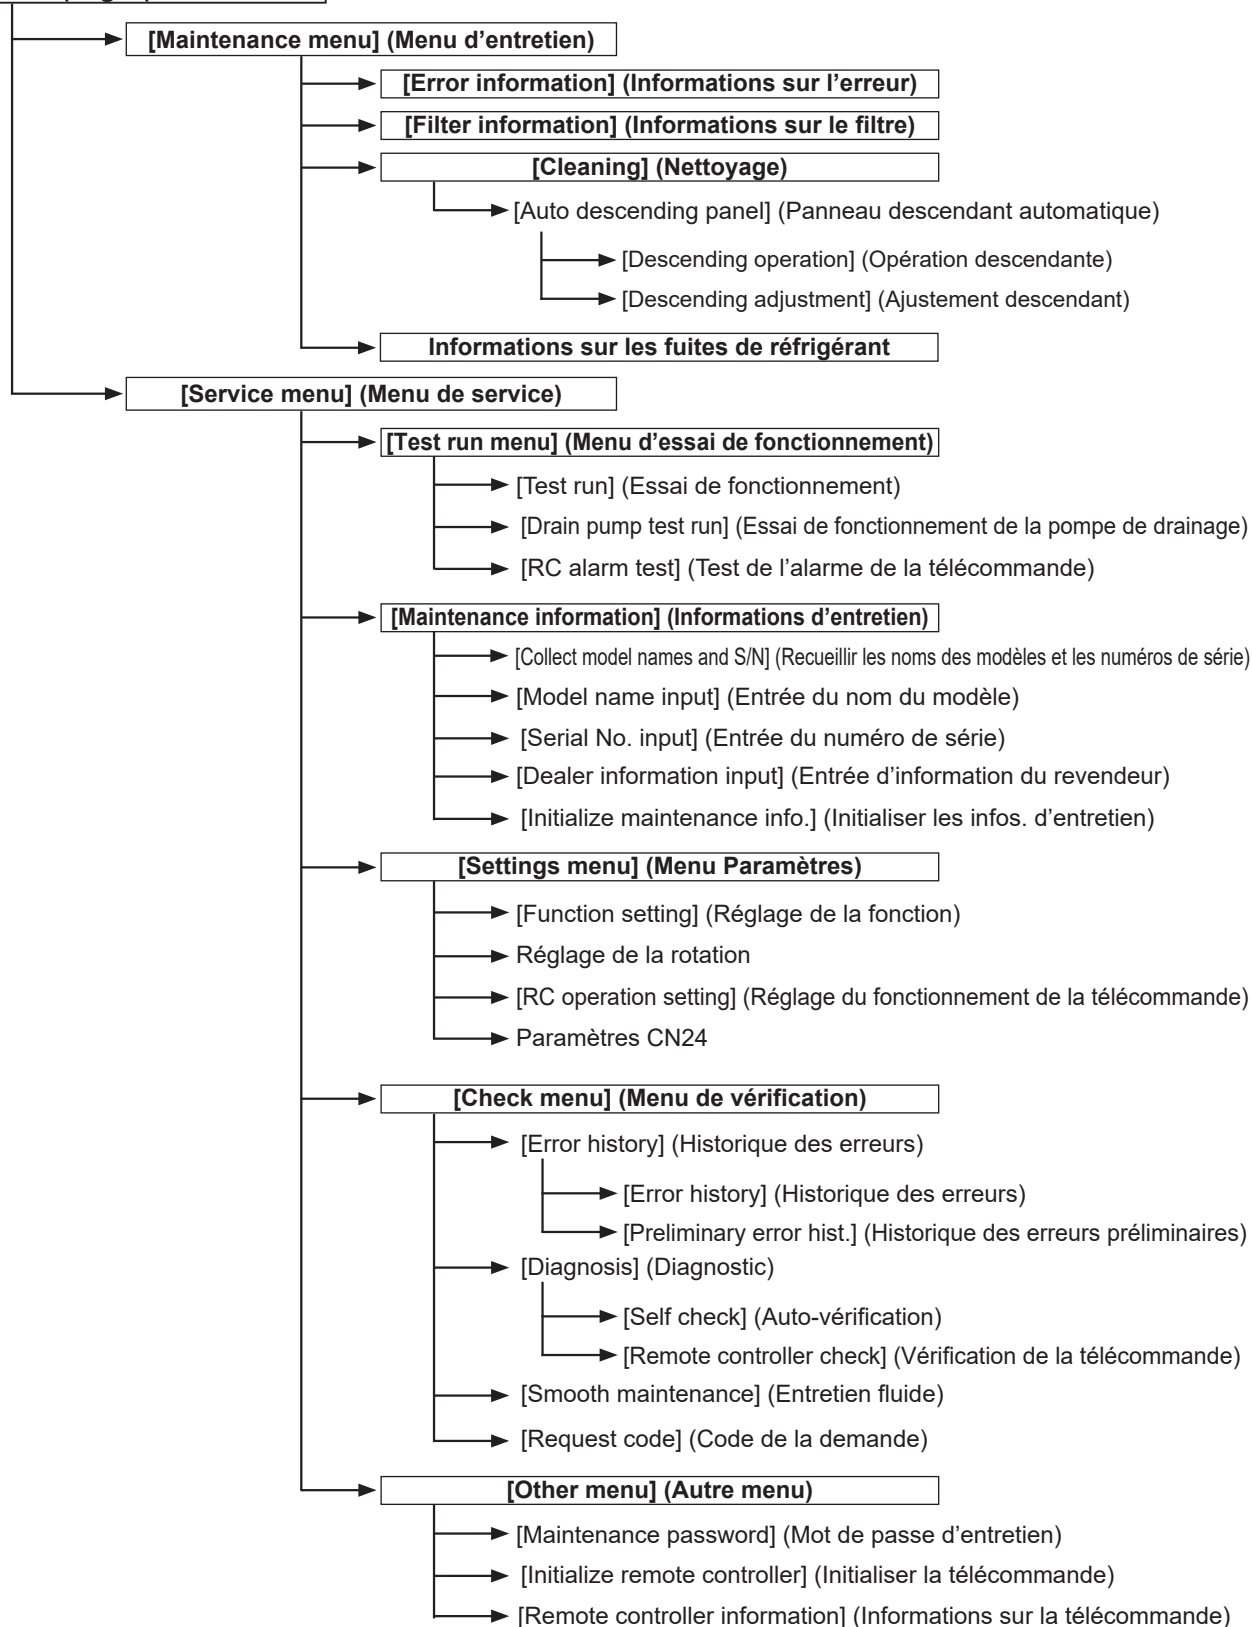 [Maintenance menu] (Menu d’entretien)
[Error information] (Informations sur l’erreur)
[Filter information] (Informations sur le filtre)
[Cleaning] (Nettoyage)
[Auto descending panel] (Panneau descendant automatique)
[Descending operation] (Opération descendante)
[Descending adjustment] (Ajustement descendant)
Informations sur les fuites de réfrigérant
[Service menu] (Menu de service)
[Test run menu] (Menu d’essai de fonctionnement)
[Test run] (Essai de fonctionnement)
[Drain pump test run] (Essai de fonctionnement de la pompe de drainage)
[RC alarm test] (Test de l’alarme de la télécommande)
[Maintenance information] (Informations d’entretien)
[Collect model names and S/N] (Recueillir les noms des modèles et les numéros de série)
[Model name input] (Entrée du nom du modèle)
[Serial No. input] (Entrée du numéro de série)
[Dealer information input] (Entrée d’information du revendeur)
[Initialize maintenance info.] (Initialiser les infos. d’entretien)
[Settings menu] (Menu Paramètres)
[Function setting] (Réglage de la fonction)
Réglage de la rotation
[RC operation setting] (Réglage du fonctionnement de la télécommande)
Paramètres CN24
[Check menu] (Menu de vérification)
[Error history] (Historique des erreurs)
[Error history] (Historique des erreurs)
[Preliminary error hist.] (Historique des erreurs préliminaires)
[Diagnosis] (Diagnostic)
[Self check] (Auto-vérification)
[Remote controller check] (Vérification de la télécommande)
[Smooth maintenance] (Entretien fluide)
[Request code] (Code de la demande)
[Other menu] (Autre menu)
[Maintenance password] (Mot de passe d’entretien)
[Initialize remote controller] (Initialiser la télécommande)
[Remote controller information] (Informations sur la télécommande)